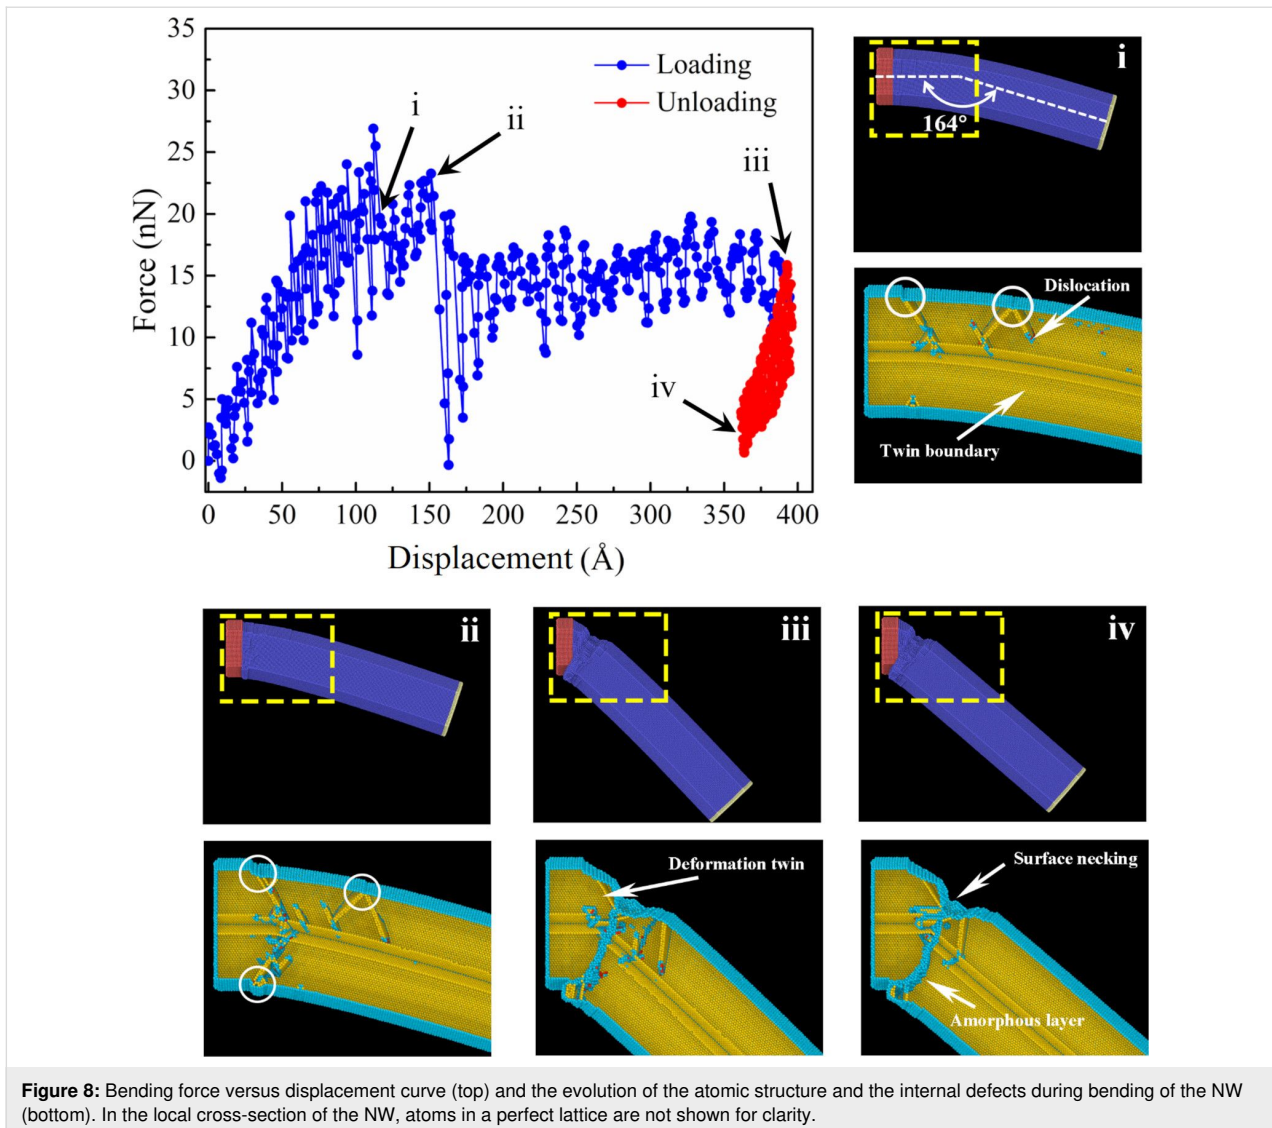 35
30
25
20
15
10
5
0
Force (nN)
0
50
100
150
200
250
300
350
400
Displacement (Å)
Loading
Unloading
i
ii
iii
iv
i
164°
Dislocation
Twin boundary
ii
iii
iv
Deformation twin
Surface necking
Amorphous layer
Figure 8: Bending force versus displacement curve (top) and the evolution of the atomic structure and the internal defects during bending of the NW
(bottom). In the local cross-section of the NW, atoms in a perfect lattice are not shown for clarity.